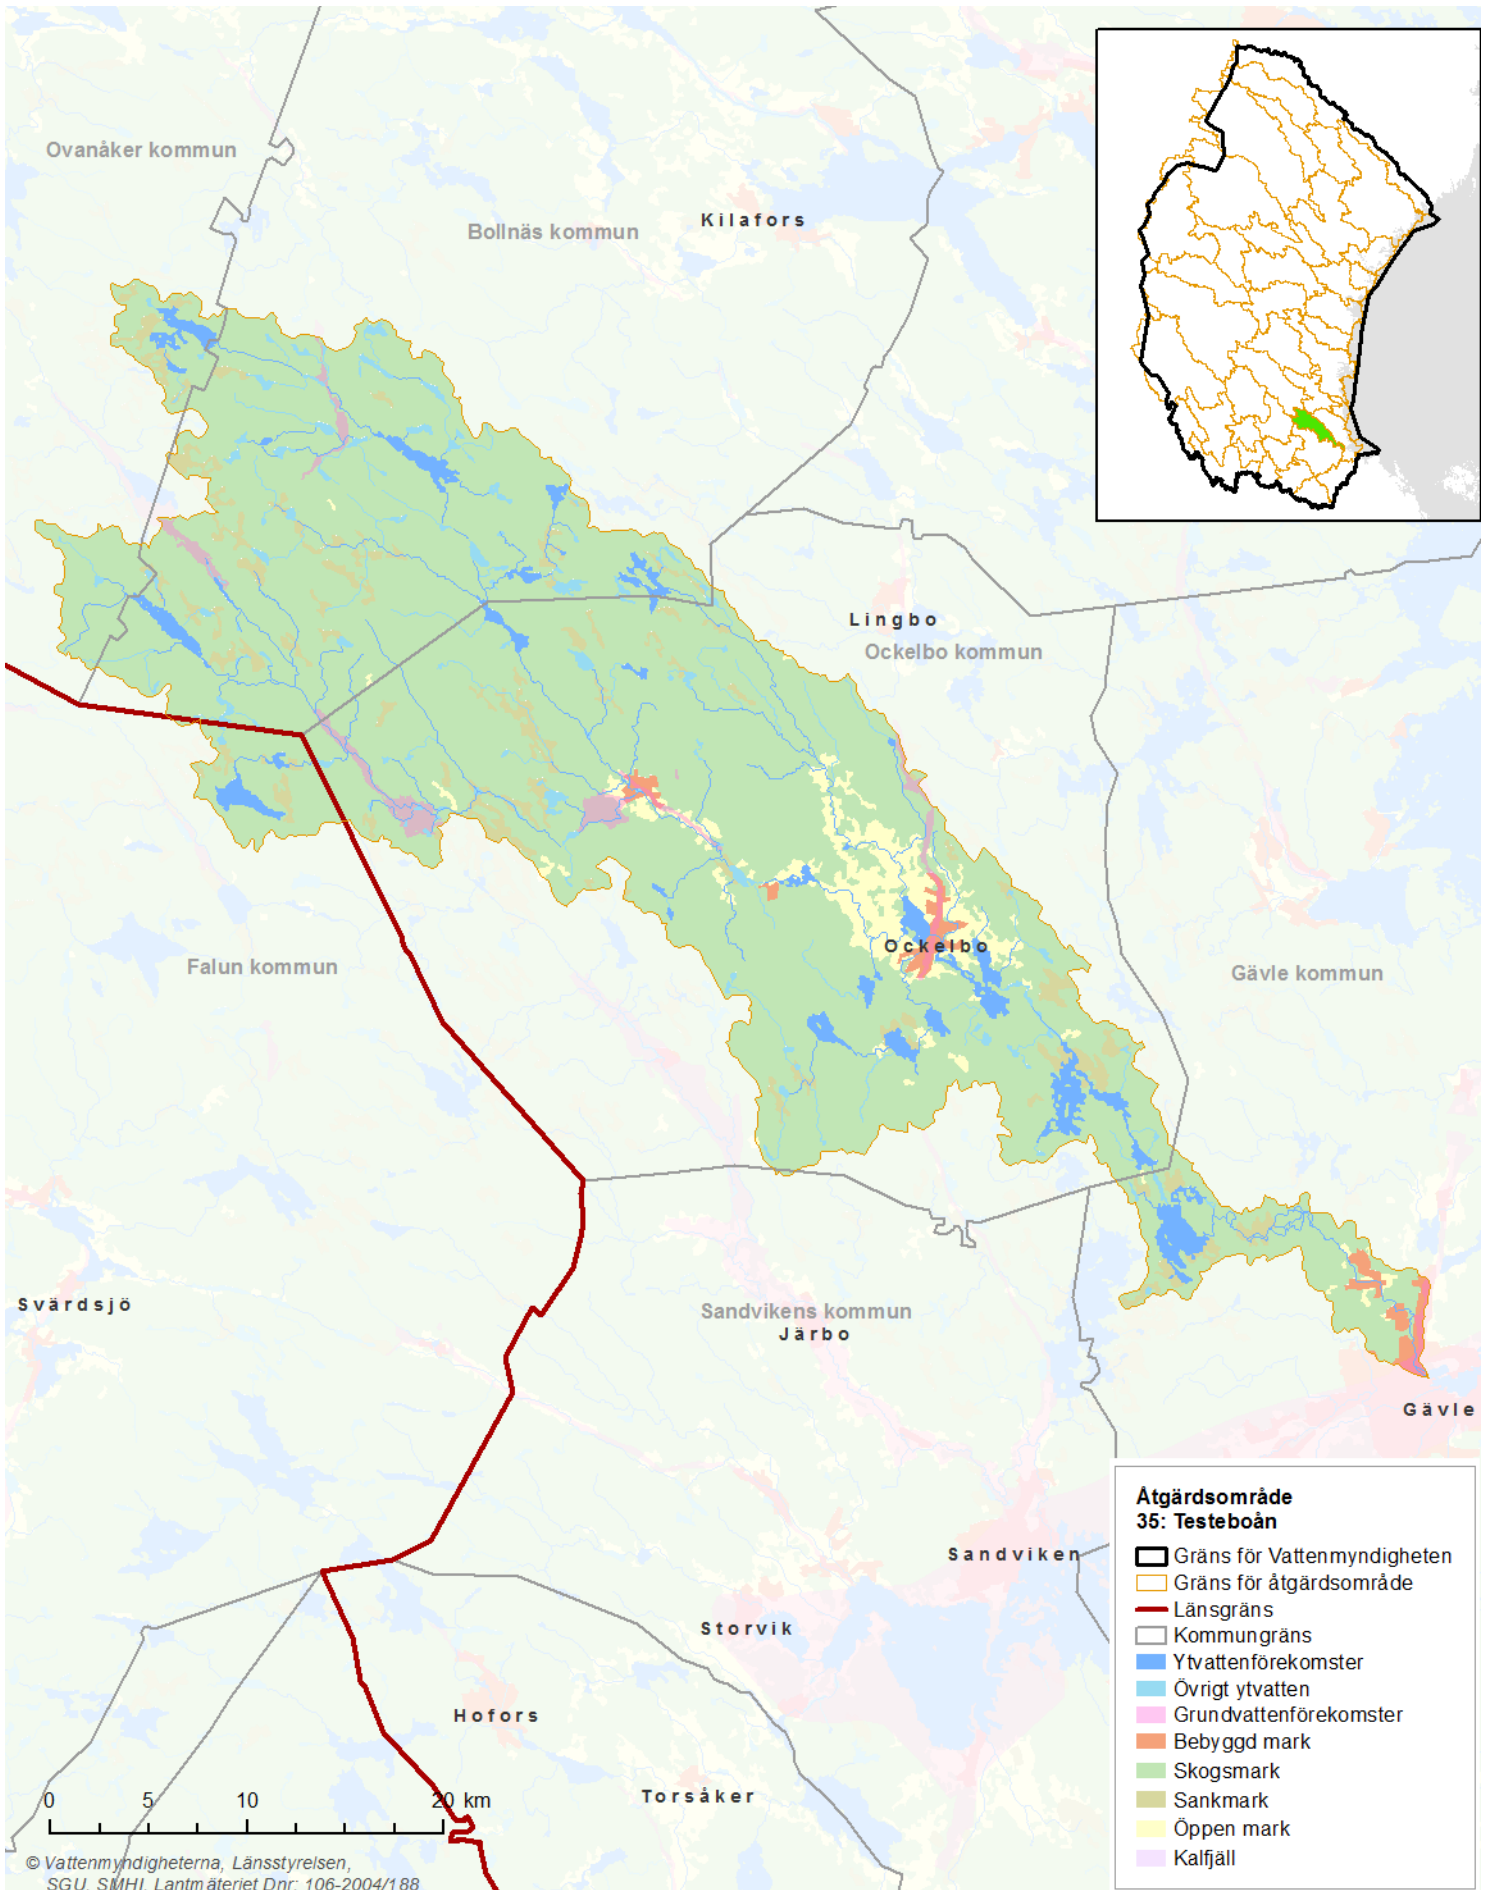 Ovanåker kommun
Bollnäs kommun
Kilafors
Lingbo
Ockelbo kommun
Ockelbo
Falun kommun
Gävle kommun
Svärdsjö
Sandvikens kommun
Järbo
Gävle
Sandviken
Storvik
Hofors
Torsåker
Åtgärdsområde
35: Testeboån
Gräns för Vattenmyndigheten
Gräns för åtgärdsområde
Länsgräns
Kommungräns
Ytvattenförekomster
Övrigt ytvatten
Grundvattenförekomster
Bebyggd mark
Skogsmark
Sankmark
Öppen mark
Kalfjäll
0 5 10 20 km
© Vattenmyndigheterna, Länsstyrelsen,
SGU, SMHI, Lantmäteriet Dnr: 106-2004/188